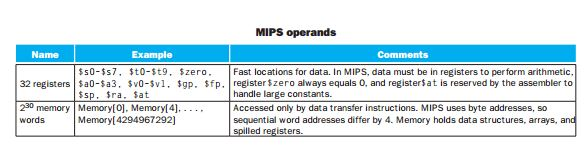 MIPS operands
Name Example Comments
32 registers
$s0-$s7, $t0-$t9, $zero,
$a0-$a3, $v0-$v1, $gp, $fp,
$sp, $ra, $at
Fast locations for data. In MIPS, data must be in registers to perform arithmetic,
register $zero always equals 0, and register $at is reserved by the assembler to
handle large constants.
2³⁰ memory
words
Memory[0], Memory[4], . . . ,
Memory[4294967292]
Accessed only by data transfer instructions. MIPS uses byte addresses, so
sequential word addresses differ by 4. Memory holds data structures, arrays, and
spilled registers.